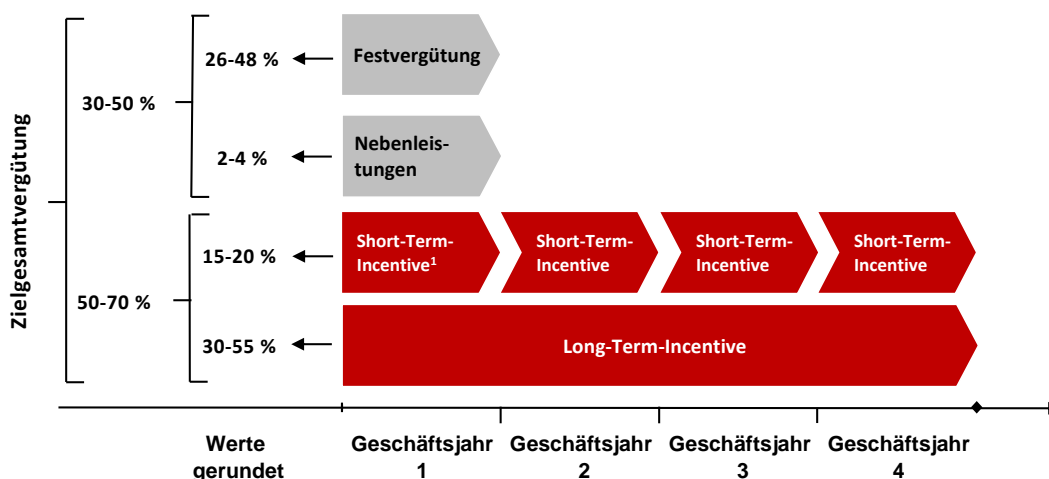 Zielgesamtvergütung
30-50 %
26-48 %
Festvergütung
2-4 %
Nebenleis-
tungen
50-70 %
15-20 %
Short-Term-
Incentive¹
Short-Term-
Incentive
Short-Term-
Incentive
Short-Term-
Incentive
30-55 %
Long-Term-Incentive
Werte
gerundet
Geschäftsjahr
1
Geschäftsjahr
2
Geschäftsjahr
3
Geschäftsjahr
4